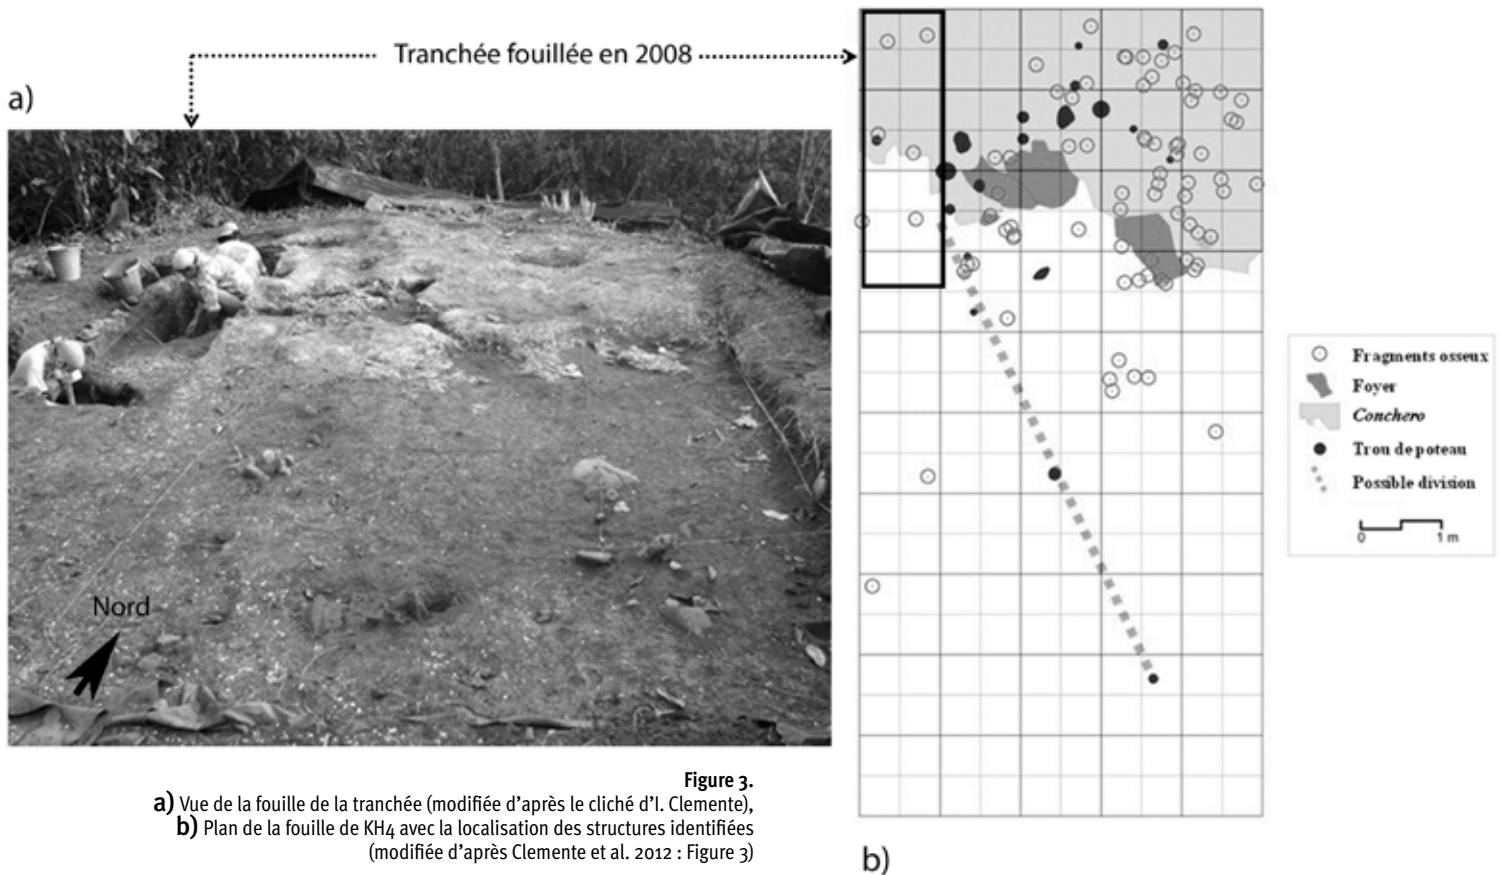 Tranchée fouillée en 2008
a)
Nord
Fragments osseux
Foyer
Conchero
Trou de poteau
Possible division
0 1 m
Figure 3.
a) Vue de la fouille de la tranchée (modifiée d'après le cliché d'I. Clemente),
b) Plan de la fouille de KH4 avec la localisation des structures identifiées
(modifiée d'après Clemente et al. 2012 : Figure 3)
b)